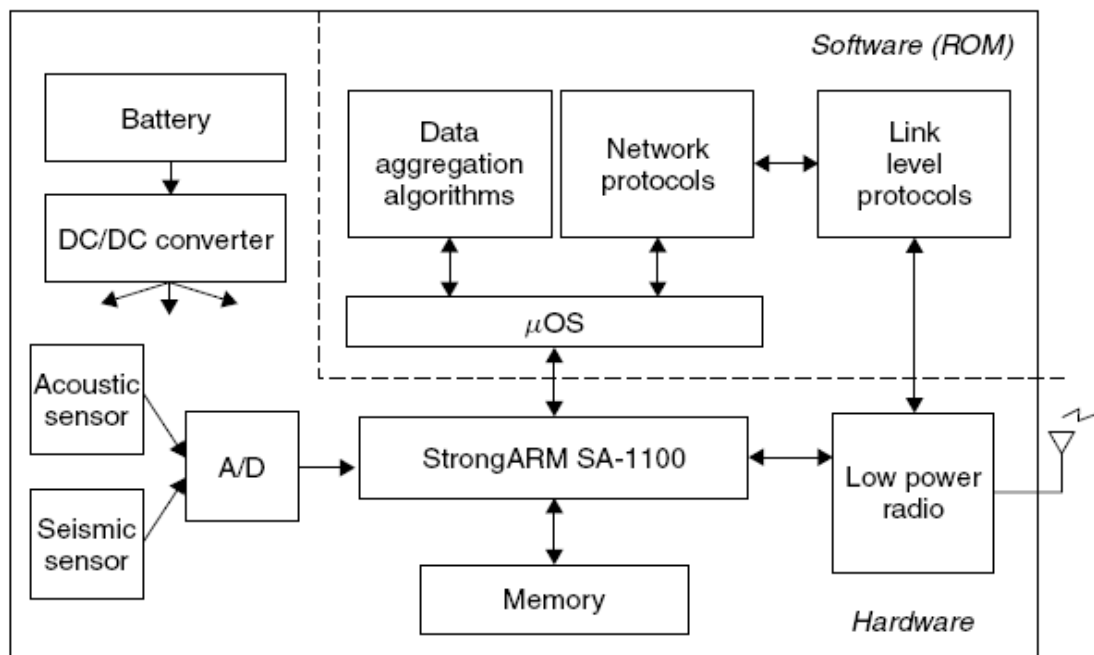 Software (ROM)
Battery
DC/DC converter
Data
aggregation
algorithms
Network
protocols
Link
level
protocols
μOS
Acoustic
sensor
Seismic
sensor
A/D
StrongARM SA-1100
Low power
radio
Memory
Hardware